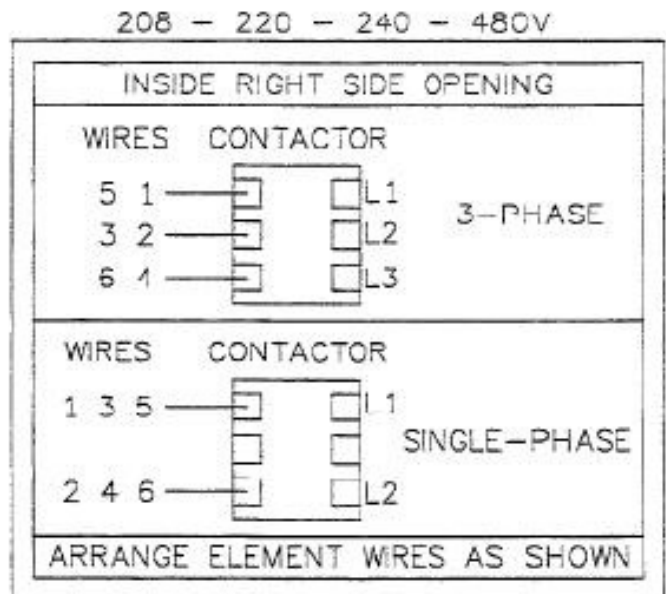 208 - 220 - 240 - 480V
INSIDE RIGHT SIDE OPENING
WIRES CONTACTOR
5 1 L1
3 2 L2
6 4 L3
3-PHASE
WIRES CONTACTOR
1 3 5 L1
SINGLE-PHASE
2 4 6 L2
ARRANGE ELEMENT WIRES AS SHOWN